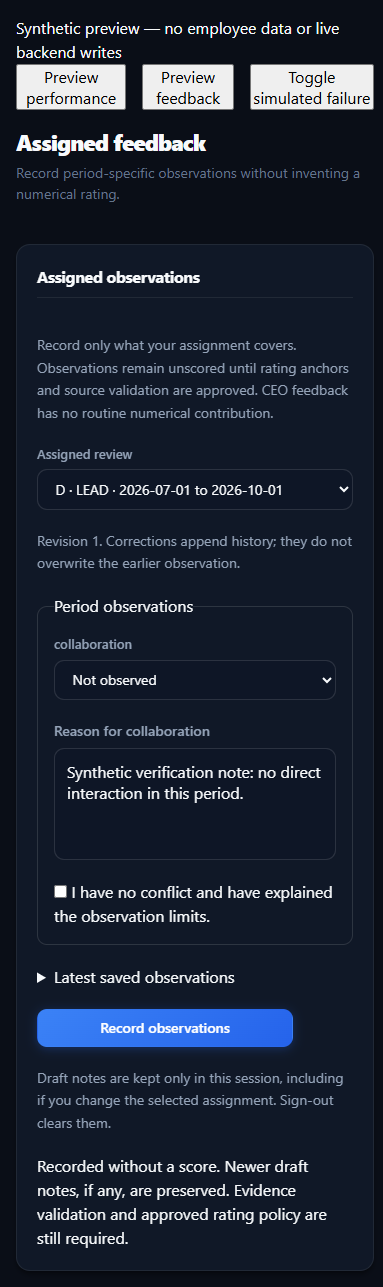 Synthetic preview — no employee data or live
backend writes
Preview
performance
Preview
feedback
Toggle
simulated failure
Assigned feedback
Record period-specific observations without inventing a
numerical rating.
Assigned observations
Record only what your assignment covers.
Observations remain unscored until rating anchors
and source validation are approved. CEO feedback
has no routine numerical contribution.
Assigned review
D · LEAD · 2026-07-01 to 2026-10-01
Revision 1. Corrections append history; they do not
overwrite the earlier observation.
Period observations
collaboration
Not observed
Reason for collaboration
Synthetic verification note: no direct
interaction in this period.
I have no conflict and have explained
the observation limits.
Latest saved observations
Record observations
Draft notes are kept only in this session, including
if you change the selected assignment. Sign-out
clears them.
Recorded without a score. Newer draft
notes, if any, are preserved. Evidence
validation and approved rating policy are
still required.